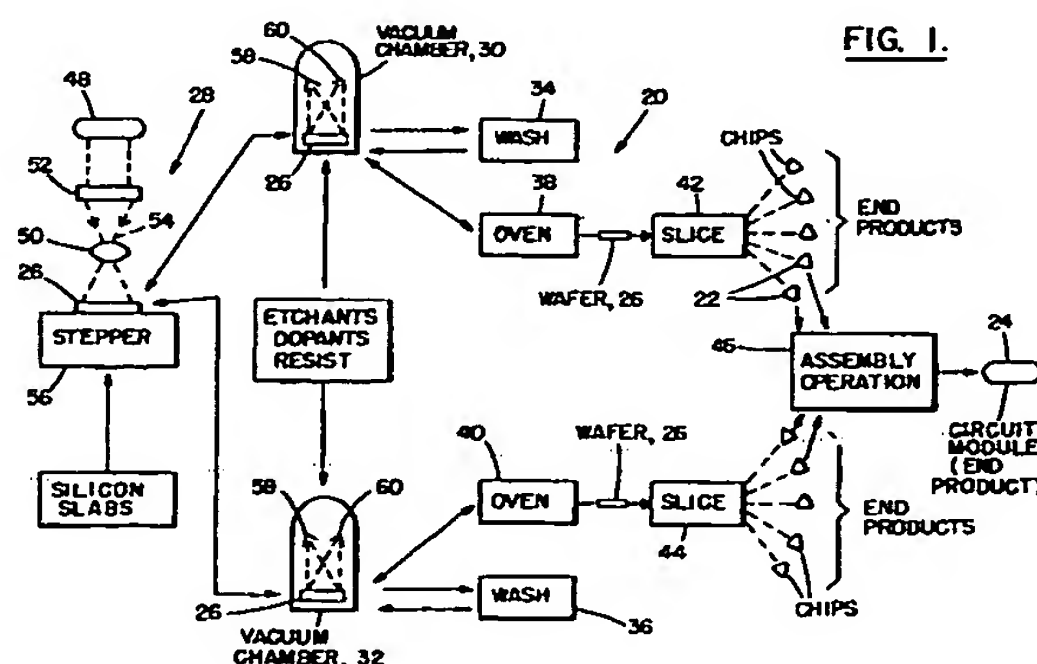 FIG. 1.
48
28
52
54
50
26
STEPPER
56
SILICON
SLABS
58
60
VACUUM
CHAMBER, 30
26
34
WASH
20
38
OVEN
42
SLICE
WAFER, 26
CHIPS
22
END
PRODUCTS
ETCHANTS
DOPANTS
RESIST
46
ASSEMBLY
OPERATION
24
CIRCUIT
MODULE
(END
PRODUCT)
58
60
26
VACUUM
CHAMBER, 32
40
OVEN
WAFER, 26
SLICE
44
WASH
36
END
PRODUCTS
CHIPS